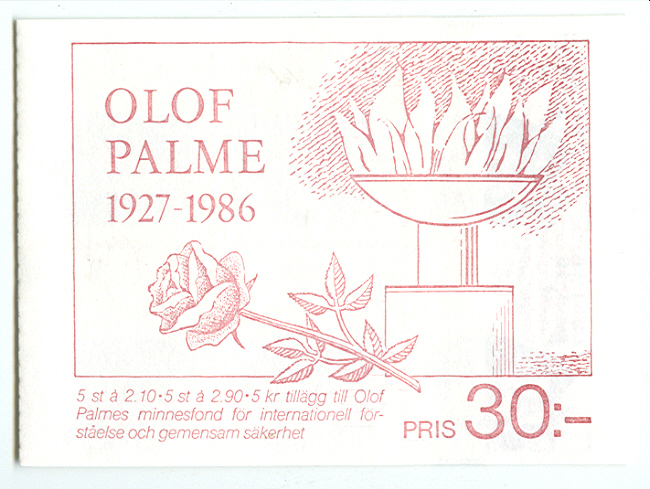 OLOF
PALME
1927-1986
5 st à 2.10 • 5 st à 2.90 • 5 kr tillägg till Olof
Palmes minnesfond för internationell för-
ståelse och gemensam säkerhet
PRIS 30:-